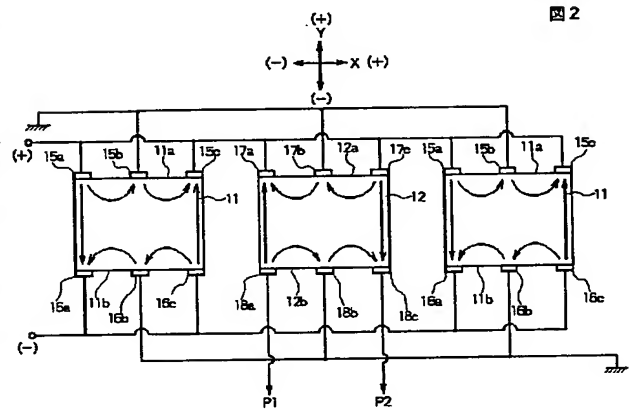 図2
(+)
Y
(-) X (+)
(-)
(+)
15a 15b 11a 15c 17a 17b 12a 17c 15a 15b 11a 15c
11 12 11
16a 11b 16b 16c 18a 12b 18b 18c 16a 11b 16b 16c
(-)
P1 P2